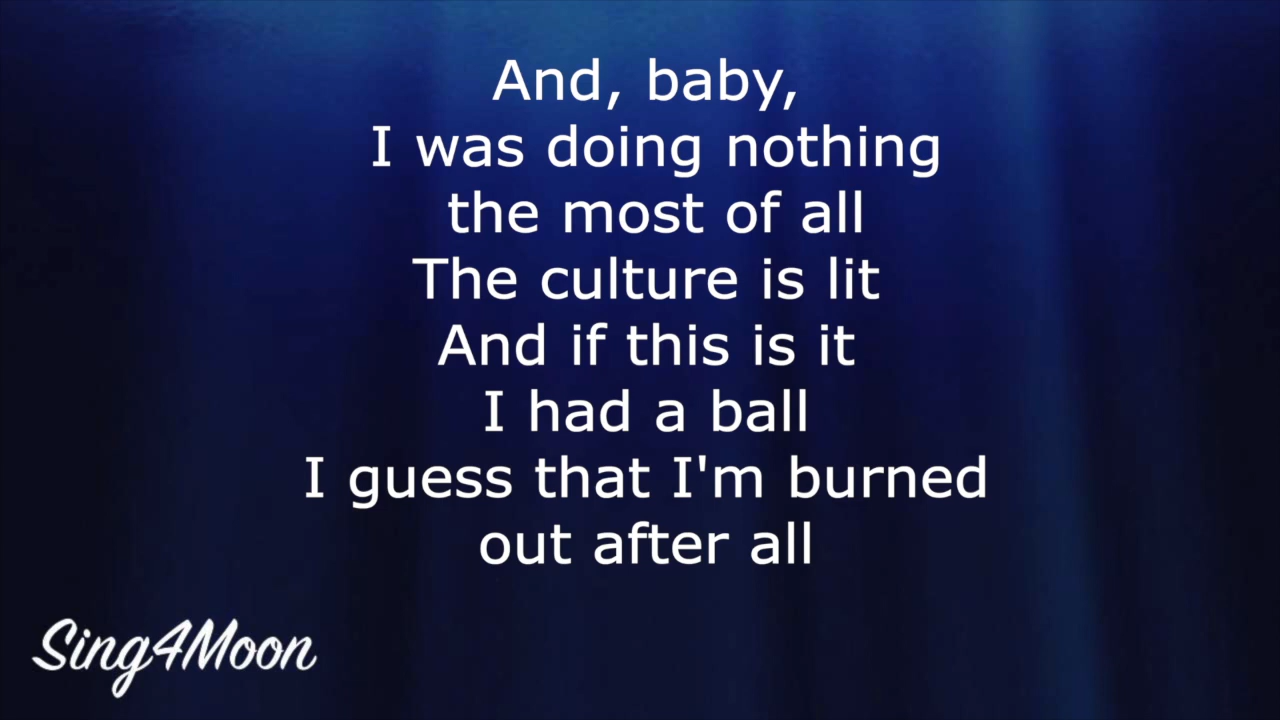 And, baby,
I was doing nothing
the most of all
The culture is lit
And if this is it
I had a ball
I guess that I'm burned
out after all
Sing4Moon